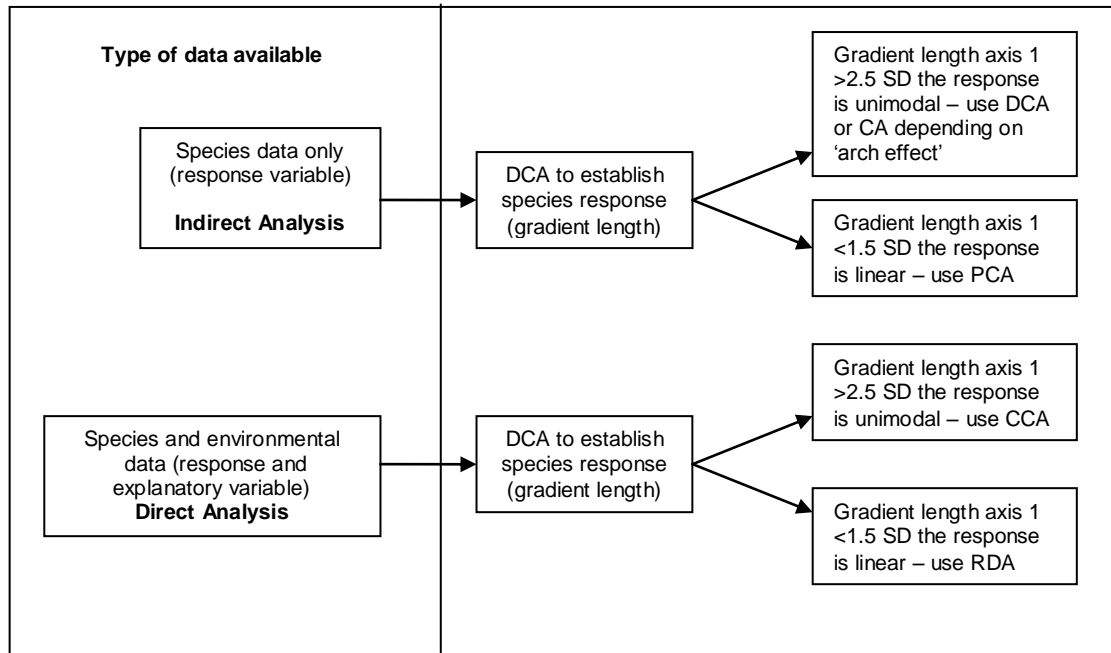 Type of data available
Species data only
(response variable)
Indirect Analysis
DCA to establish
species response
(gradient length)
Gradient length axis 1
>2.5 SD the response
is unimodal – use DCA
or CA depending on
‘arch effect’
Gradient length axis 1
<1.5 SD the response
is linear – use PCA
Species and environmental
data (response and
explanatory variable)
Direct Analysis
DCA to establish
species response
(gradient length)
Gradient length axis 1
>2.5 SD the response
is unimodal – use CCA
Gradient length axis 1
<1.5 SD the response
is linear – use RDA